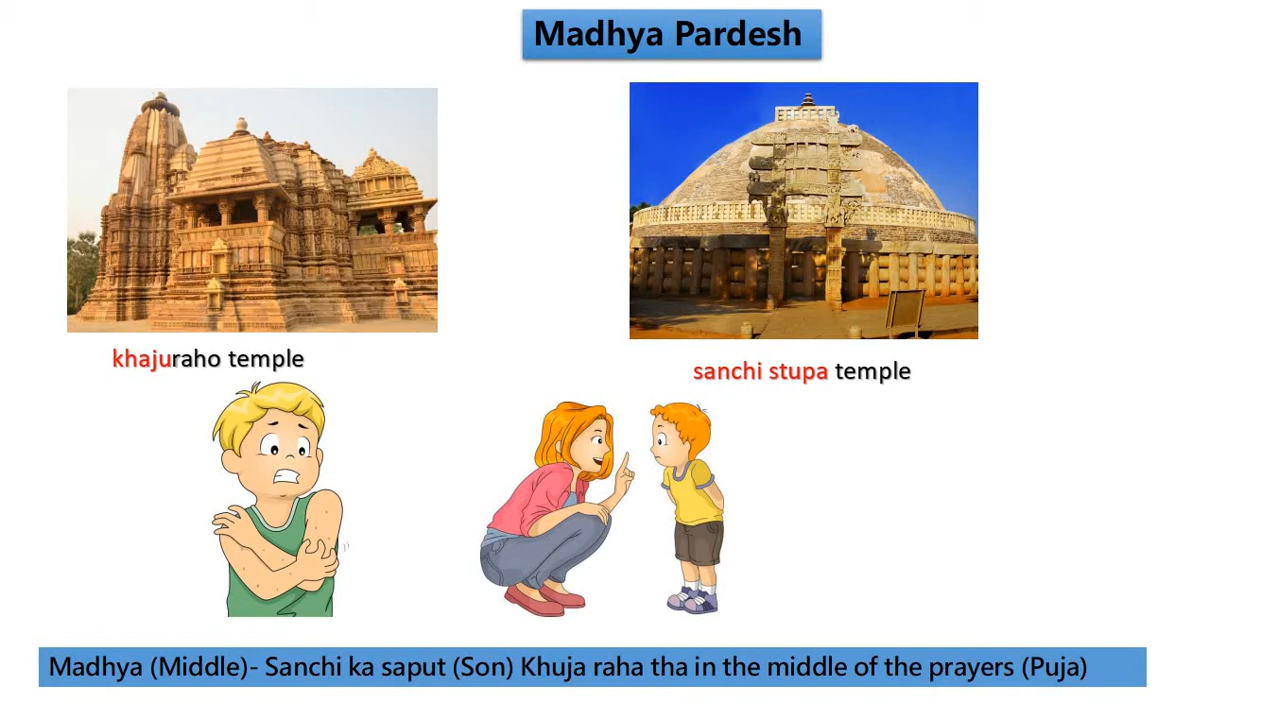 Madhya Pardesh
khajuraho temple
sanchi stupa temple
Madhya (Middle)- Sanchi ka saput (Son) Khuja raha tha in the middle of the prayers (Puja)